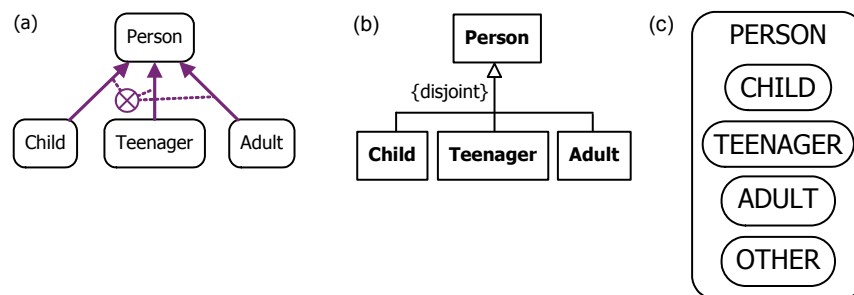 (a)
Person
Child
Teenager
Adult
(b)
Person
{disjoint}
Child
Teenager
Adult
(c)
PERSON
CHILD
TEENAGER
ADULT
OTHER